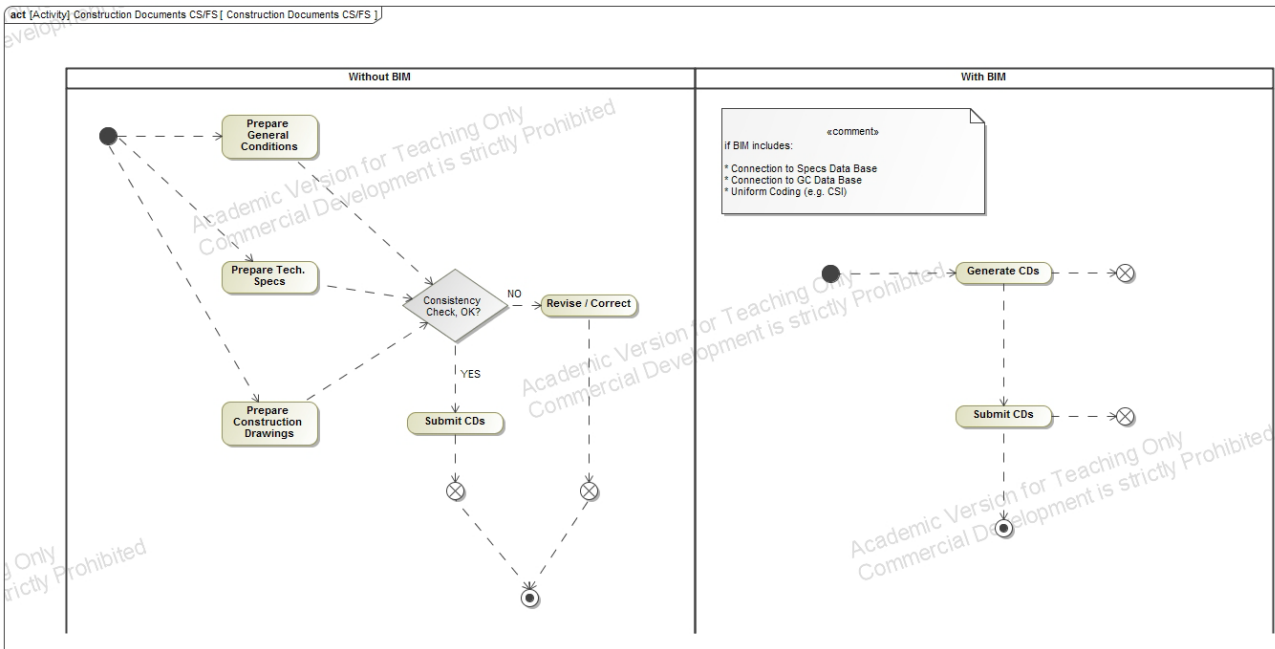 act [Activity] Construction Documents CS/FS [ Construction Documents CS/FS ]
Without BIM
With BIM
Prepare
General
Conditions
Prepare Tech.
Specs
Prepare
Construction
Drawings
Consistency
Check, OK?
NO
Revise / Correct
YES
Submit CDs
«comment»
if BIM includes:
* Connection to Specs Data Base
* Connection to GC Data Base
* Uniform Coding (e.g. CSI)
Generate CDs
Submit CDs
Academic Version for Teaching Only
Commercial Development is strictly Prohibited
Academic Version for Teaching Only
Commercial Development is strictly Prohibited
Academic Version for Teaching Only
Commercial Development is strictly Prohibited
Only
Prohibited